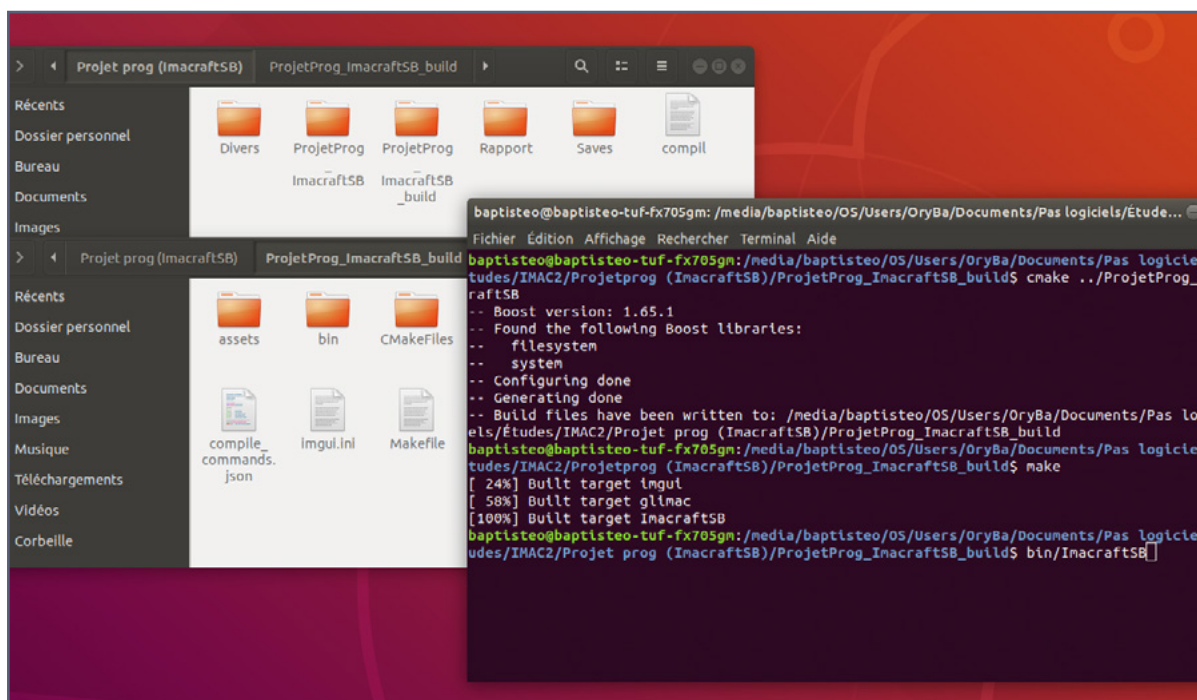 Projet prog (ImacraftSB) ProjetProg_ImacraftSB_build
Récents
Dossier personnel
Bureau
Documents
Images
Divers
ProjetProg
_
ImacraftSB
ProjetProg
_
ImacraftSB
_build
Rapport
Saves
compil
Projet prog (ImacraftSB) ProjetProg_ImacraftSB_build
Récents
Dossier personnel
Bureau
Documents
Images
Musique
Téléchargements
Vidéos
Corbeille
assets
bin
CMakeFiles
compile_
commands.
json
imgui.ini
Makefile
baptisteo@baptisteo-tuf-fx705gm: /media/baptisteo/OS/Users/OryBa/Documents/Pas logiciels/Étude...
Fichier Édition Affichage Rechercher Terminal Aide
baptisteo@baptisteo-tuf-fx705gm:/media/baptisteo/OS/Users/OryBa/Documents/Pas logicie
tudes/IMAC2/Projetprog (ImacraftSB)/ProjetProg_ImacraftSB_build$ cmake ../ProjetProg_
raftSB
-- Boost version: 1.65.1
-- Found the following Boost libraries:
-- filesystem
-- system
-- Configuring done
-- Generating done
-- Build files have been written to: /media/baptisteo/OS/Users/OryBa/Documents/Pas lo
els/Études/IMAC2/Projet prog (ImacraftSB)/ProjetProg_ImacraftSB_build
baptisteo@baptisteo-tuf-fx705gm:/media/baptisteo/OS/Users/OryBa/Documents/Pas logicie
tudes/IMAC2/Projetprog (ImacraftSB)/ProjetProg_ImacraftSB_build$ make
[ 24%] Built target imgui
[ 58%] Built target glimac
[100%] Built target ImacraftSB
baptisteo@baptisteo-tuf-fx705gm:/media/baptisteo/OS/Users/OryBa/Documents/Pas logicie
udes/IMAC2/Projet prog (ImacraftSB)/ProjetProg_ImacraftSB_build$ bin/ImacraftSB